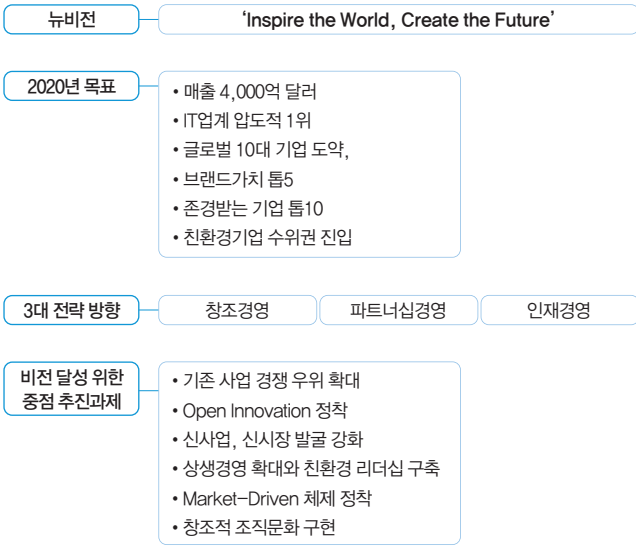 뉴비전
‘Inspire the World, Create the Future’
2020년 목표
• 매출 4,000억 달러
• IT업계 압도적 1위
• 글로벌 10대 기업 도약,
• 브랜드가치 톱5
• 존경받는 기업 톱10
• 친환경기업 수위권 진입
3대 전략 방향
창조경영
파트너십경영
인재경영
비전 달성 위한
중점 추진과제
• 기존 사업 경쟁 우위 확대
• Open Innovation 정착
• 신사업, 신시장 발굴 강화
• 상생경영 확대와 친환경 리더십 구축
• Market-Driven 체제 정착
• 창조적 조직문화 구현